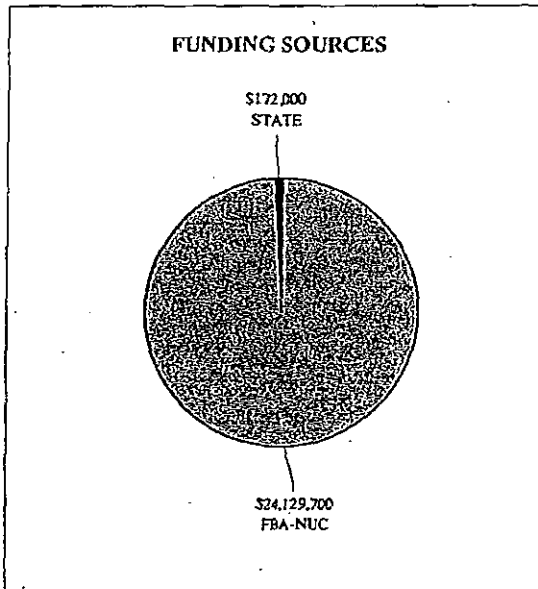 FUNDING SOURCES
$172,000
STATE
$24,129,700
FBA-NUC